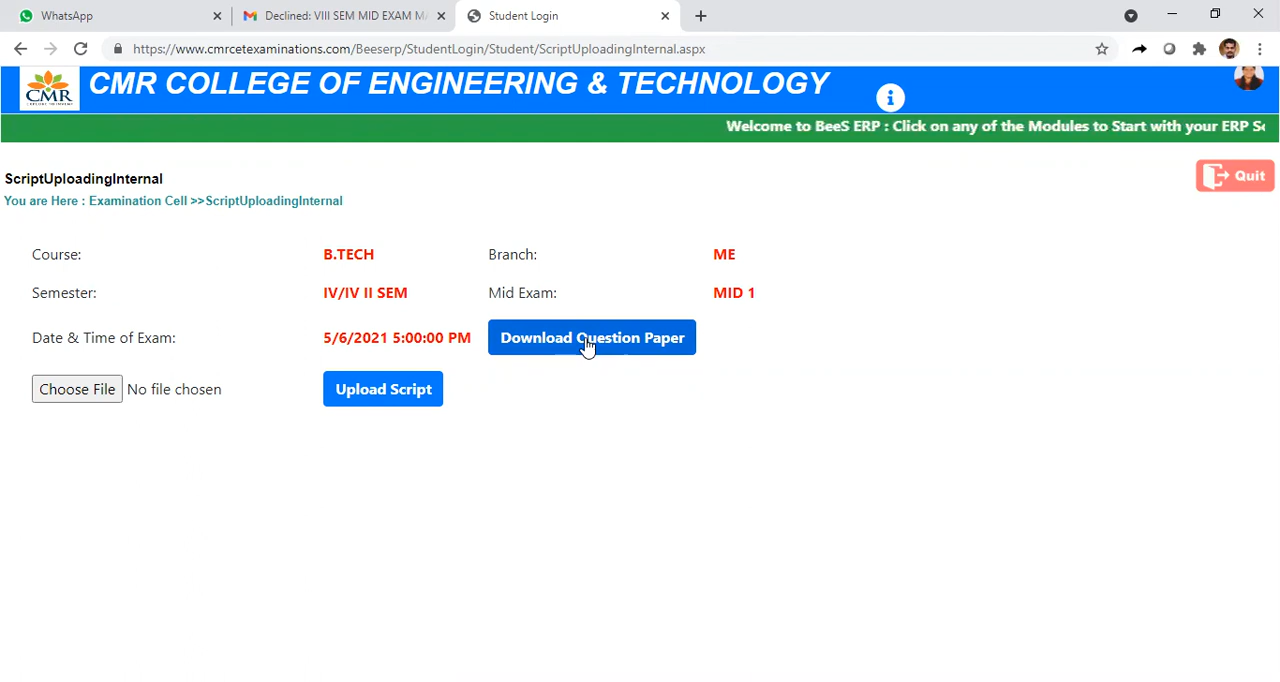 WhatsApp
Declined: VIII SEM MID EXAM MA
Student Login
https://www.cmrcetexaminations.com/Beeserp/StudentLogin/Student/ScriptUploadingInternal.aspx
CMR
CMR COLLEGE OF ENGINEERING & TECHNOLOGY
Welcome to BeeS ERP : Click on any of the Modules to Start with your ERP Se
ScriptUploadingInternal
Quit
You are Here : Examination Cell >>ScriptUploadingInternal
Course: B.TECH Branch: ME
Semester: IV/IV II SEM Mid Exam: MID 1
Date & Time of Exam: 5/6/2021 5:00:00 PM Download Question Paper
Choose File No file chosen Upload Script